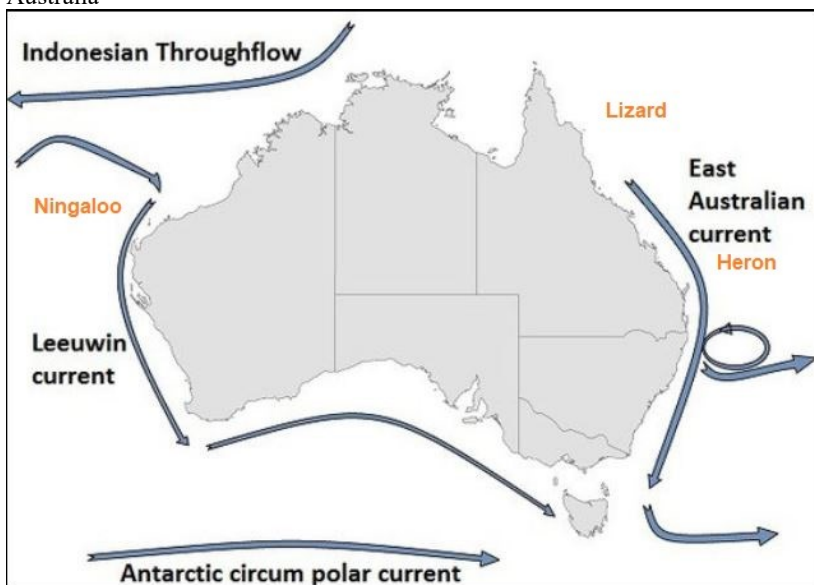 Australia
Indonesian Throughflow
Lizard
East
Australian
current
Ningaloo
Heron
Leeuwin
current
Antarctic circum polar current